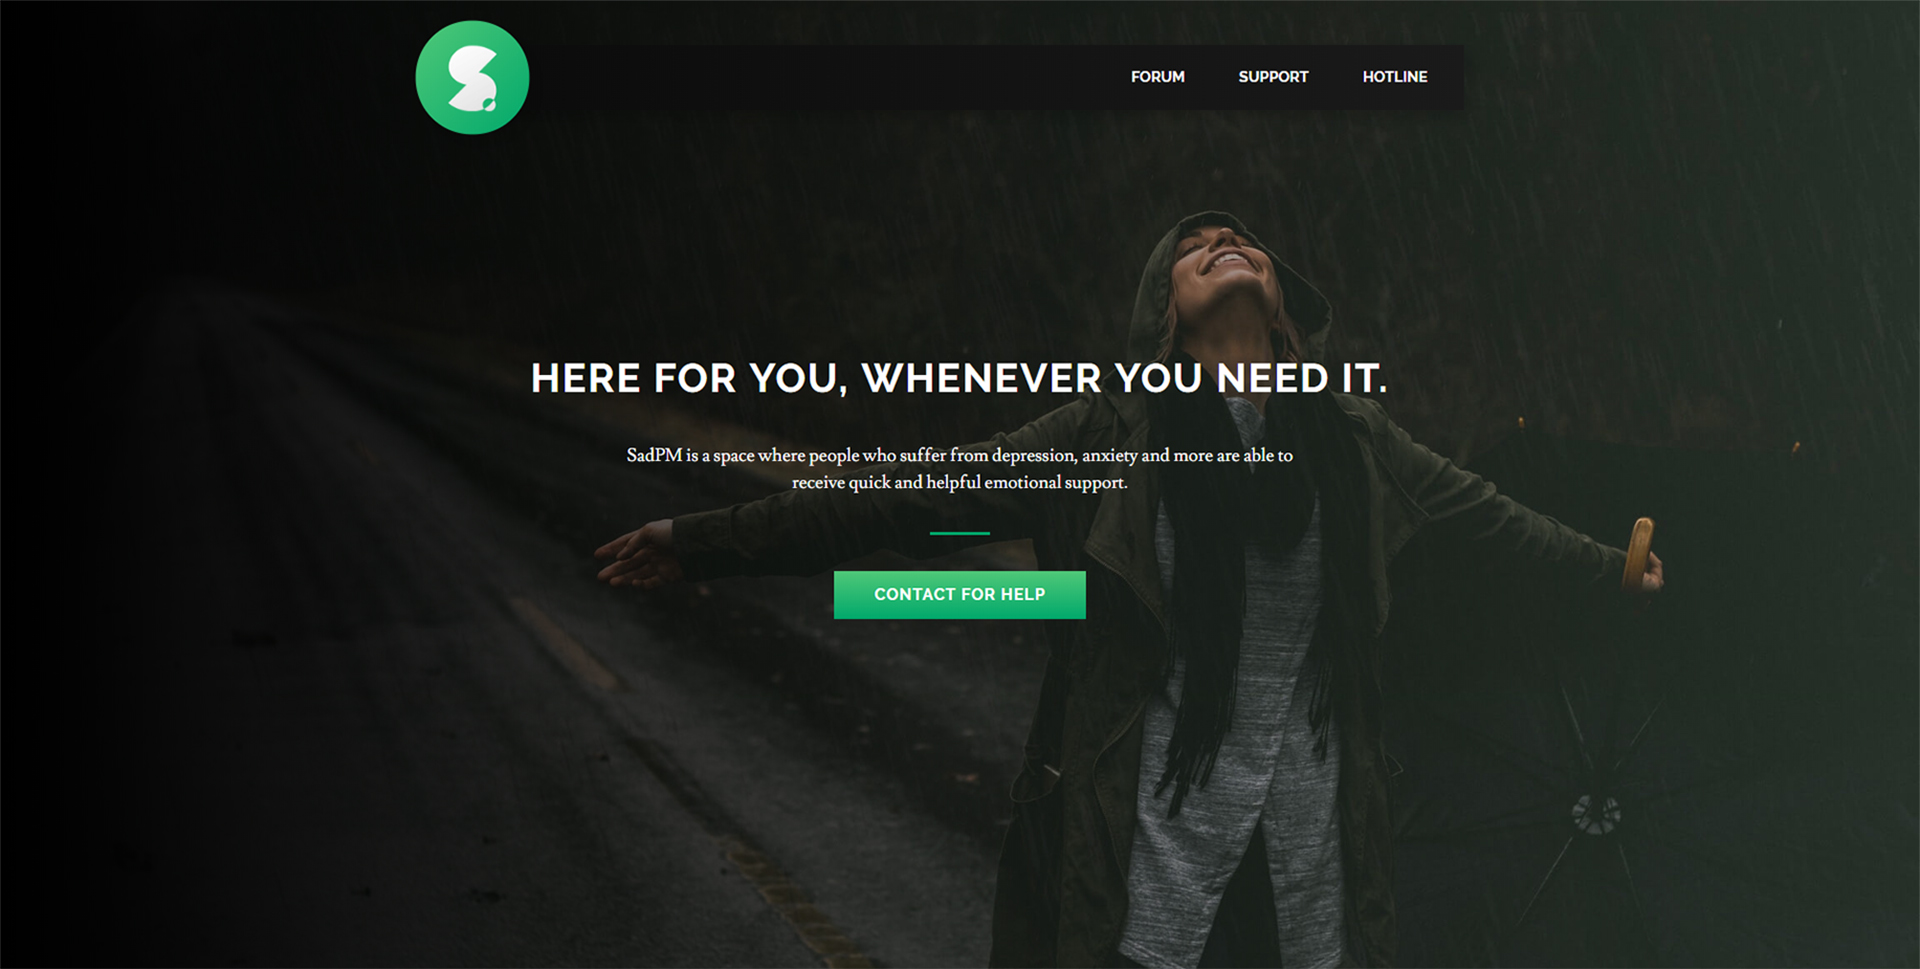 S
FORUM SUPPORT HOTLINE
HERE FOR YOU, WHENEVER YOU NEED IT.
SadPM is a space where people who suffer from depression, anxiety and more are able to
receive quick and helpful emotional support.
CONTACT FOR HELP